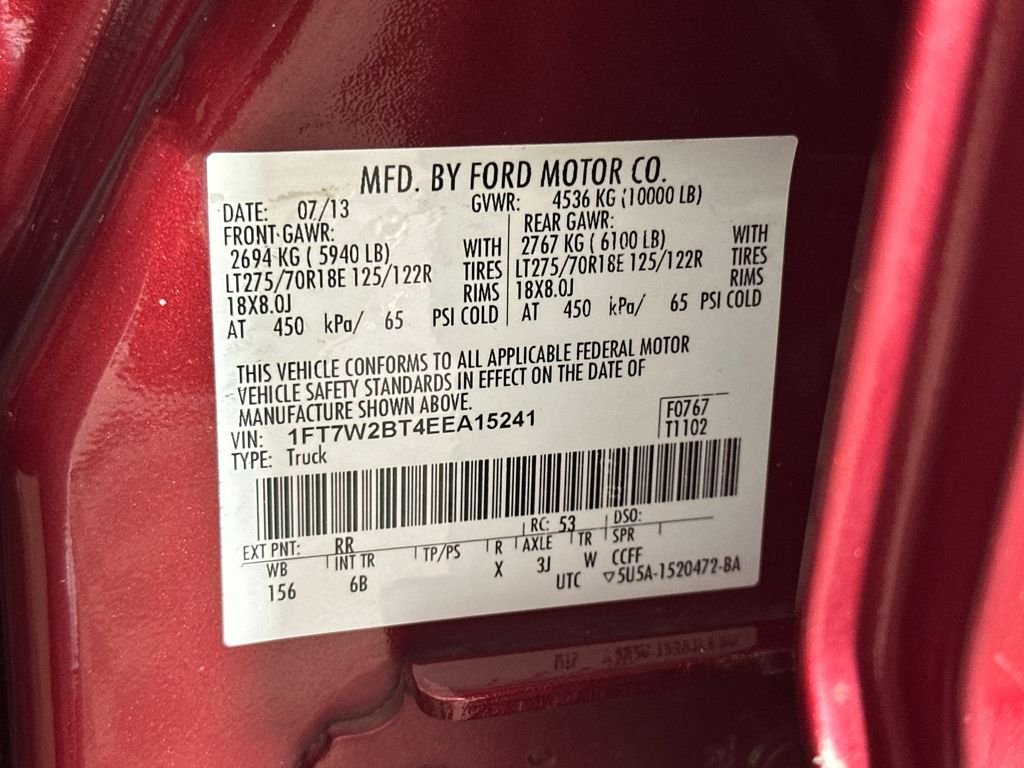 MFD. BY FORD MOTOR CO.
DATE: 07/13 GVWR: 4536 KG (10000 LB)
FRONT GAWR: REAR GAWR:
2694 KG ( 5940 LB) WITH 2767 KG ( 6100 LB) WITH
LT275/70R18E 125/122R TIRES LT275/70R18E 125/122R TIRES
18X8.0J RIMS 18X8.0J RIMS
AT 450 kPa/ 65 PSI COLD AT 450 kPa/ 65 PSI COLD
THIS VEHICLE CONFORMS TO ALL APPLICABLE FEDERAL MOTOR
VEHICLE SAFETY STANDARDS IN EFFECT ON THE DATE OF
MANUFACTURE SHOWN ABOVE.
VIN: 1FT7W2BT4EEA15241
TYPE: Truck
F0767
T1102
EXT PNT: RR RC: 53 DSO:
WB INT TR TP/PS R AXLE TR SPR
156 6B X 3J W CCFF
UTC ▽5U5A-1520472-BA